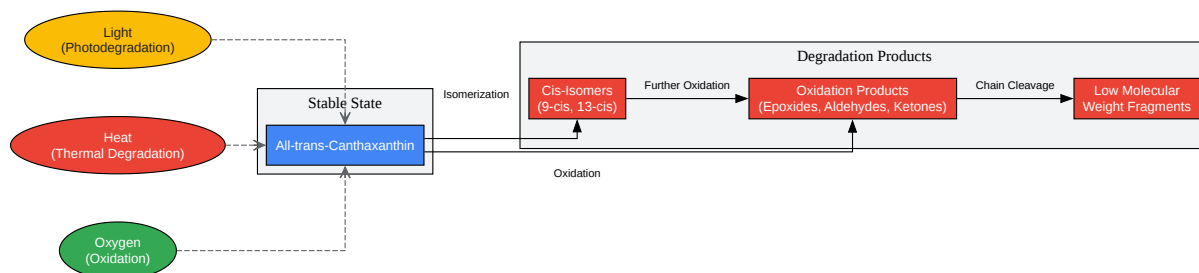 Light
(Photodegradation)
Degradation Products
Cis-Isomers
(9-cis, 13-cis)
Further Oxidation
Oxidation Products
(Epoxides, Aldehydes, Ketones)
Chain Cleavage
Low Molecular
Weight Fragments
Isomerization
Stable State
Heat
(Thermal Degradation)
All-trans-Canthaxanthin
Oxidation
Oxygen
(Oxidation)